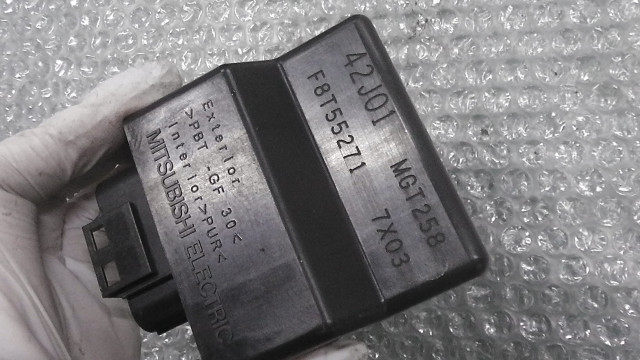 42J01 MGT258
F8T55271 7X03
Exterior
>PBT -GF 30<
Interior>PUR<
MITSUBISHI ELECTRIC